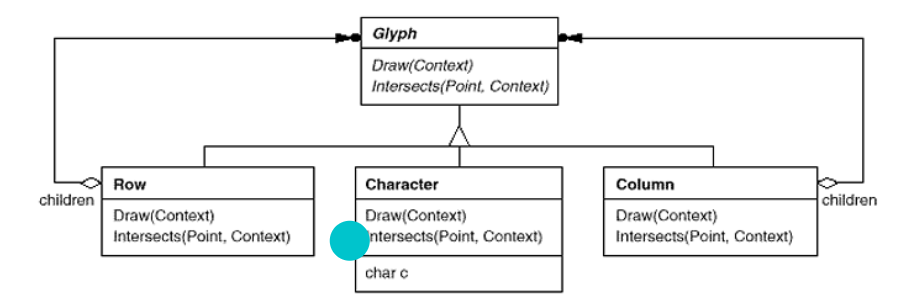 Glyph
Draw(Context)
Intersects(Point, Context)
children
Row
Draw(Context)
Intersects(Point, Context)
Character
Draw(Context)
Intersects(Point, Context)
char c
Column
Draw(Context)
Intersects(Point, Context)
children